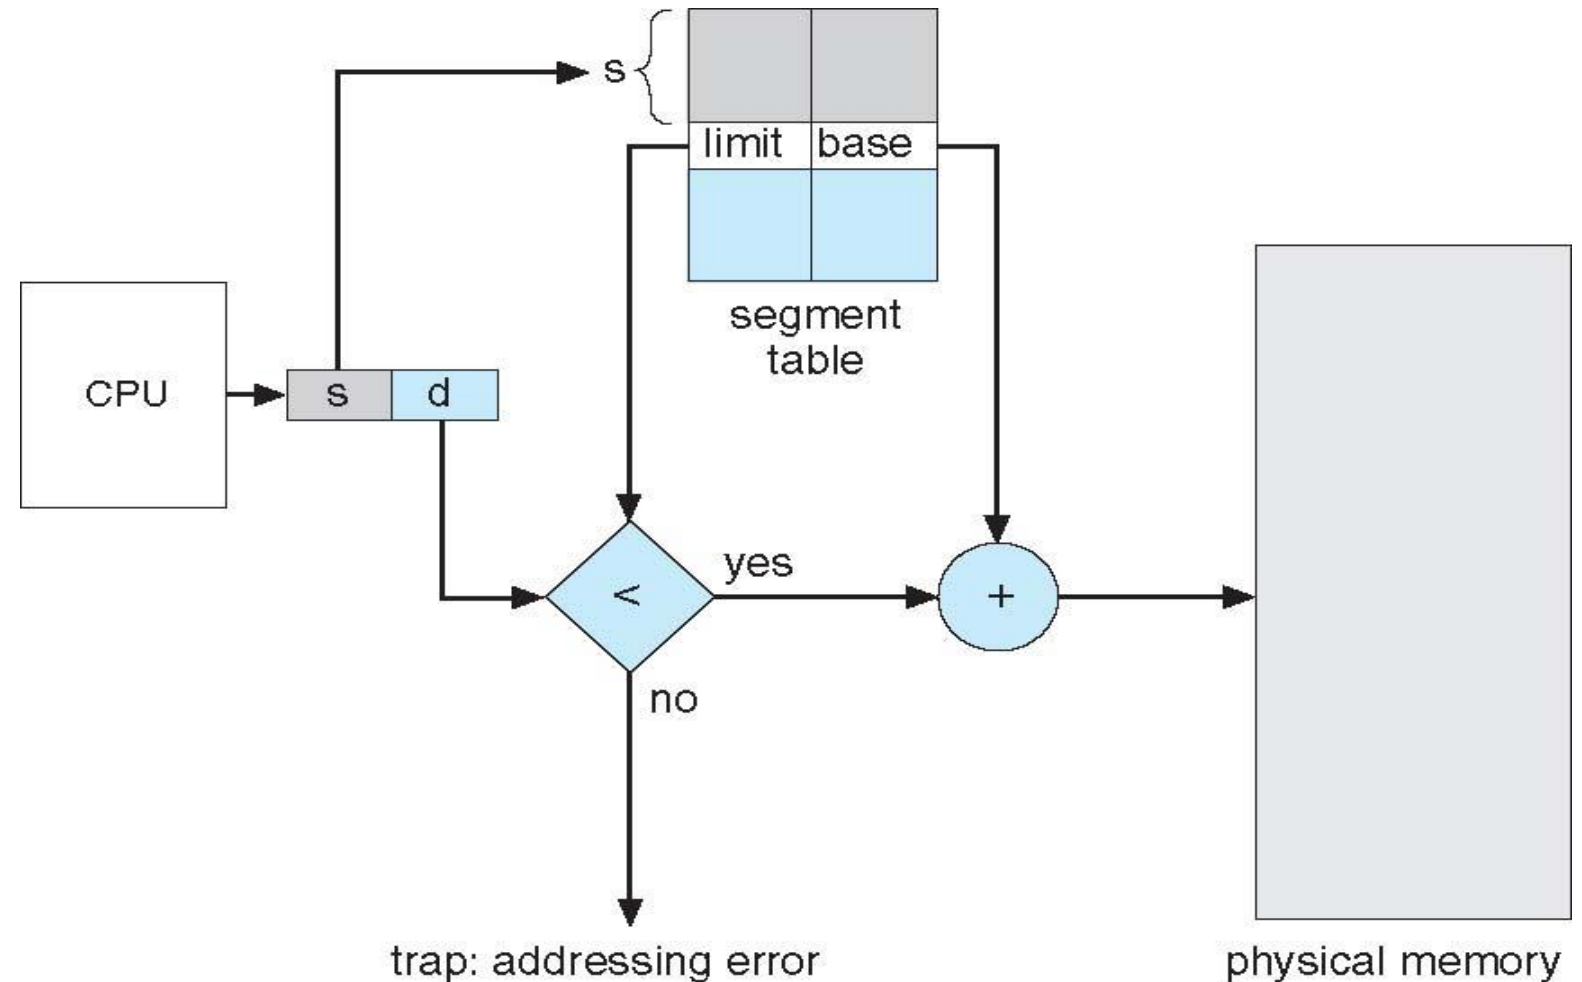 s
limit base
segment
table
CPU
s d
<
yes
+
no
trap: addressing error
physical memory